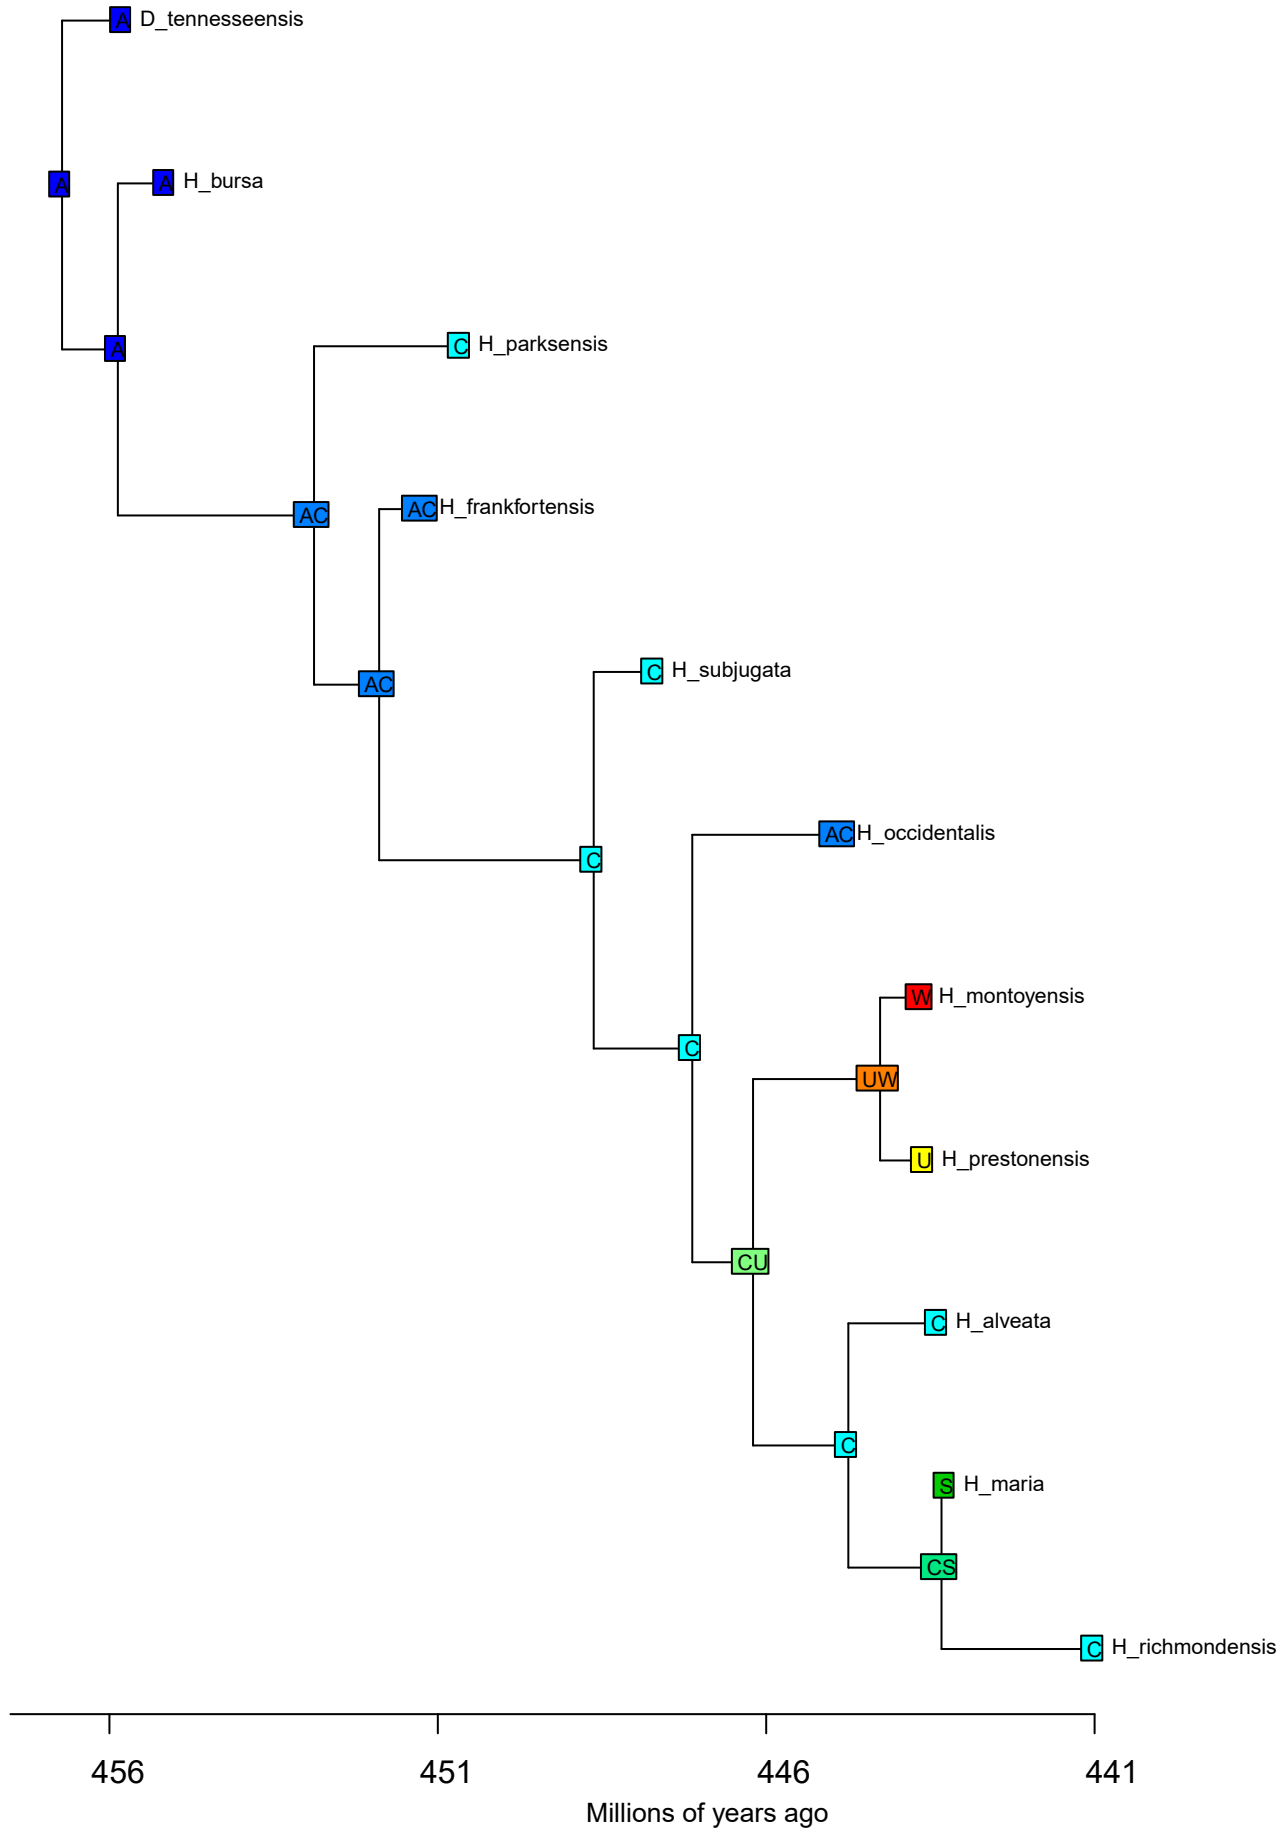 A D_tennesseensis
A
A H_bursa
A
C H_parksensis
AC H_frankfortensis
AC
C H_subjugata
AC
AC H_occidentalis
C
W H_montoyensis
C
UW
U H_prestonensis
CU
C H_alveata
C
S H_maria
CS
C H_richmondensis
456 451 446 441
Millions of years ago